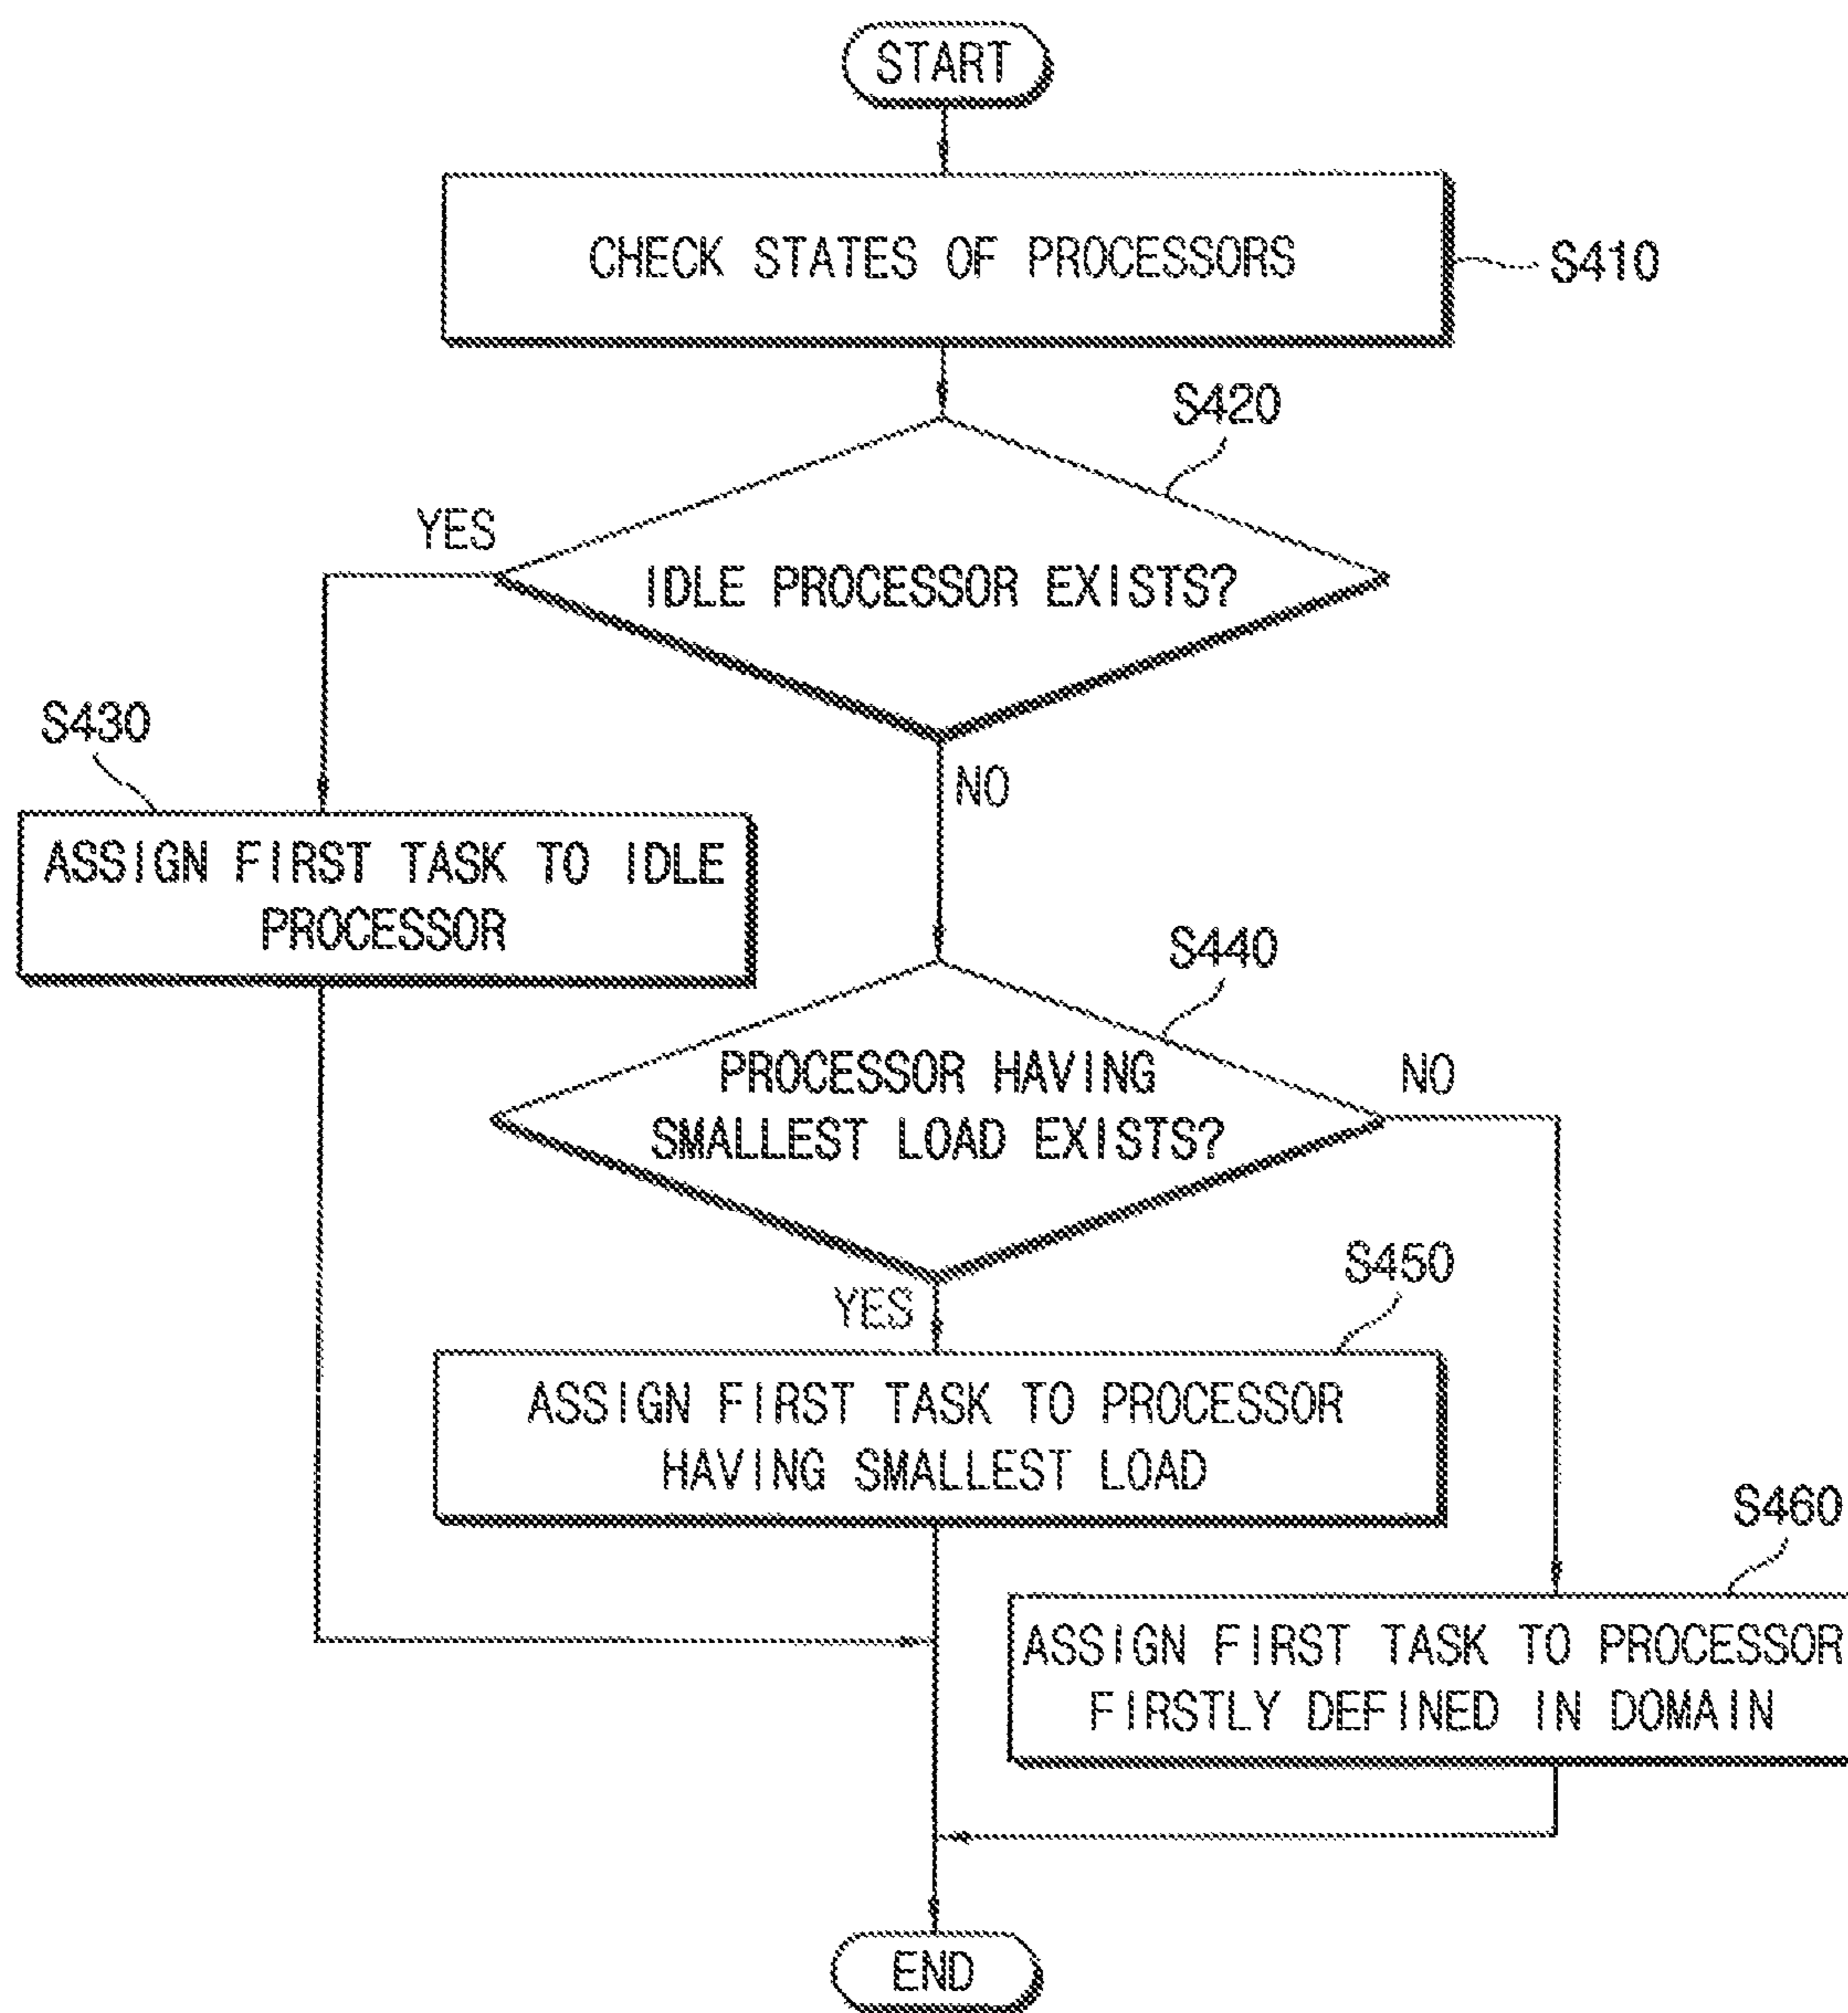 START
CHECK STATES OF PROCESSORS
S410
S420
YES
IDLE PROCESSOR EXISTS?
S430
NO
ASSIGN FIRST TASK TO IDLE
PROCESSOR
S440
PROCESSOR HAVING
SMALLEST LOAD EXISTS?
NO
S450
YES
ASSIGN FIRST TASK TO PROCESSOR
HAVING SMALLEST LOAD
S460
ASSIGN FIRST TASK TO PROCESSOR
FIRSTLY DEFINED IN DOMAIN
END